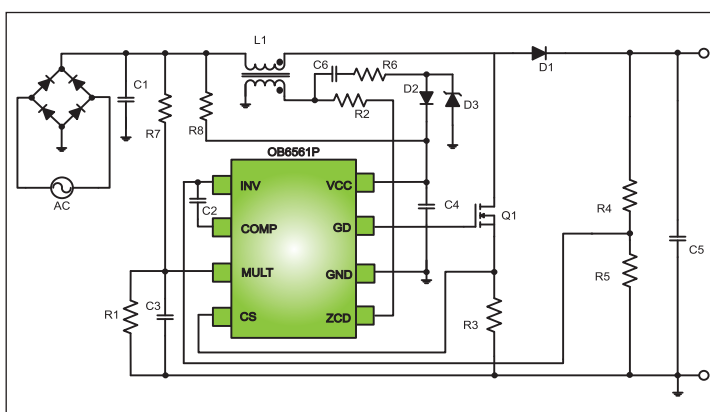 L1
C6
R6
D1
C1
D2
D3
R7
R8
R2
OB6561P
AC
INV
VCC
C2
C4
R4
Q1
COMP
GD
C5
MULT
GND
R5
R1
C3
CS
ZCD
R3